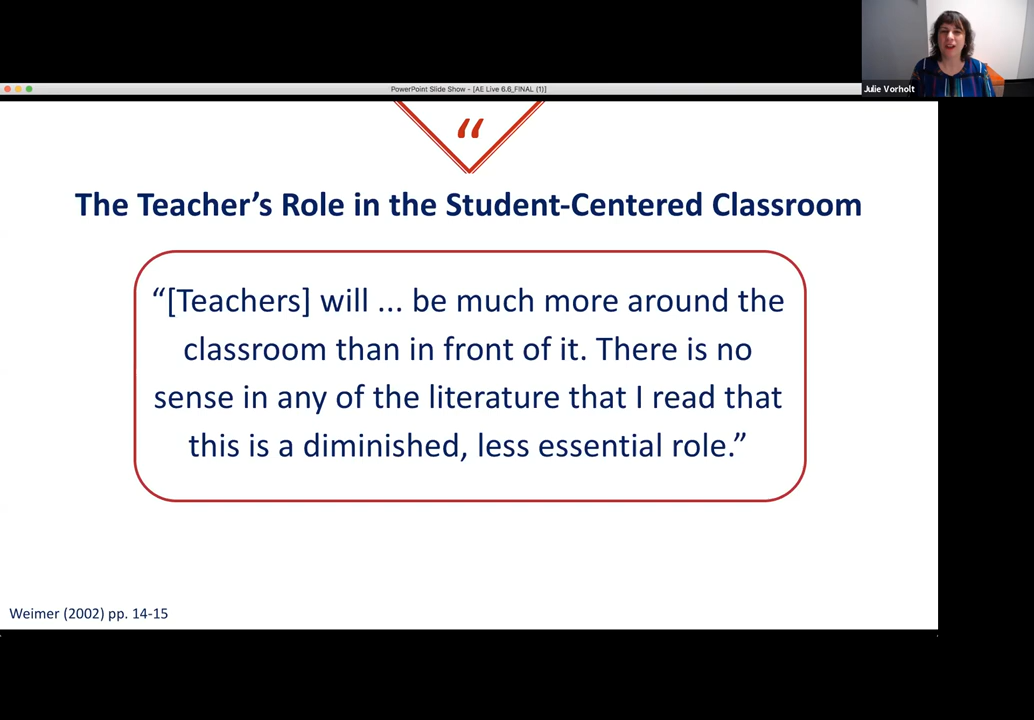 Julie Vorholt
PowerPoint Slide Show - [AE Live 6.6_FINAL (1)]
“
The Teacher’s Role in the Student-Centered Classroom
“[Teachers] will ... be much more around the
classroom than in front of it. There is no
sense in any of the literature that I read that
this is a diminished, less essential role.”
Weimer (2002) pp. 14-15